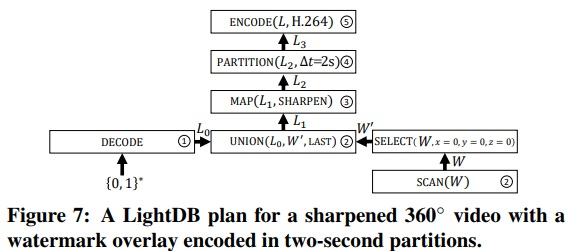 ENCODE(L, H.264) ⑤
L₃
PARTITION(L₂, Δt=2s) ④
L₂
MAP(L₁, SHARPEN) ③
L₁
DECODE ① L₀ UNION(L₀, W′, LAST) ② W′ SELECT(W, x = 0, y = 0, z = 0)
W
{0, 1}* SCAN(W) ②
Figure 7: A LightDB plan for a sharpened 360° video with a
watermark overlay encoded in two-second partitions.